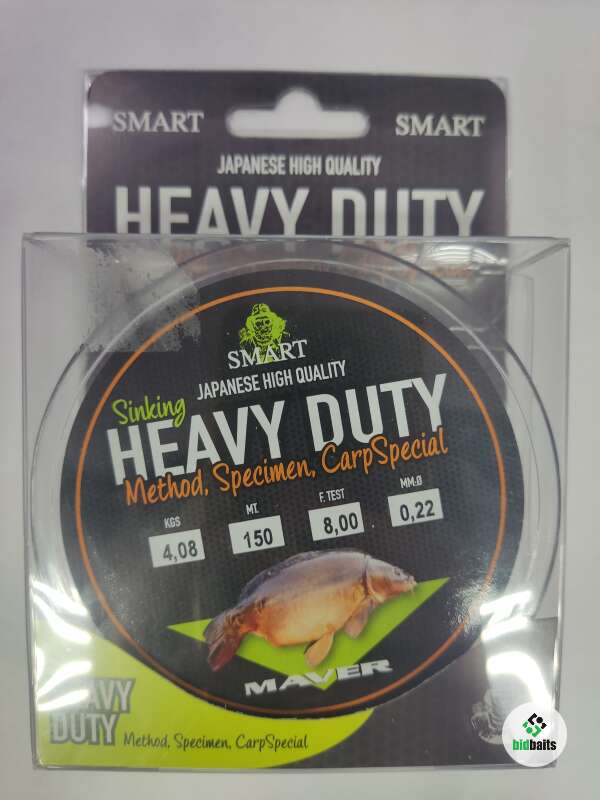 SMART SMART
JAPANESE HIGH QUALITY
HEAVY DUTY
SMART
JAPANESE HIGH QUALITY
Sinking
HEAVY DUTY
Method, Specimen, CarpSpecial
KGS MT. F. TEST MM.Ø
4,08 150 8,00 0,22
MAVER
HEAVY
DUTY
Method, Specimen, CarpSpecial
bidbaits